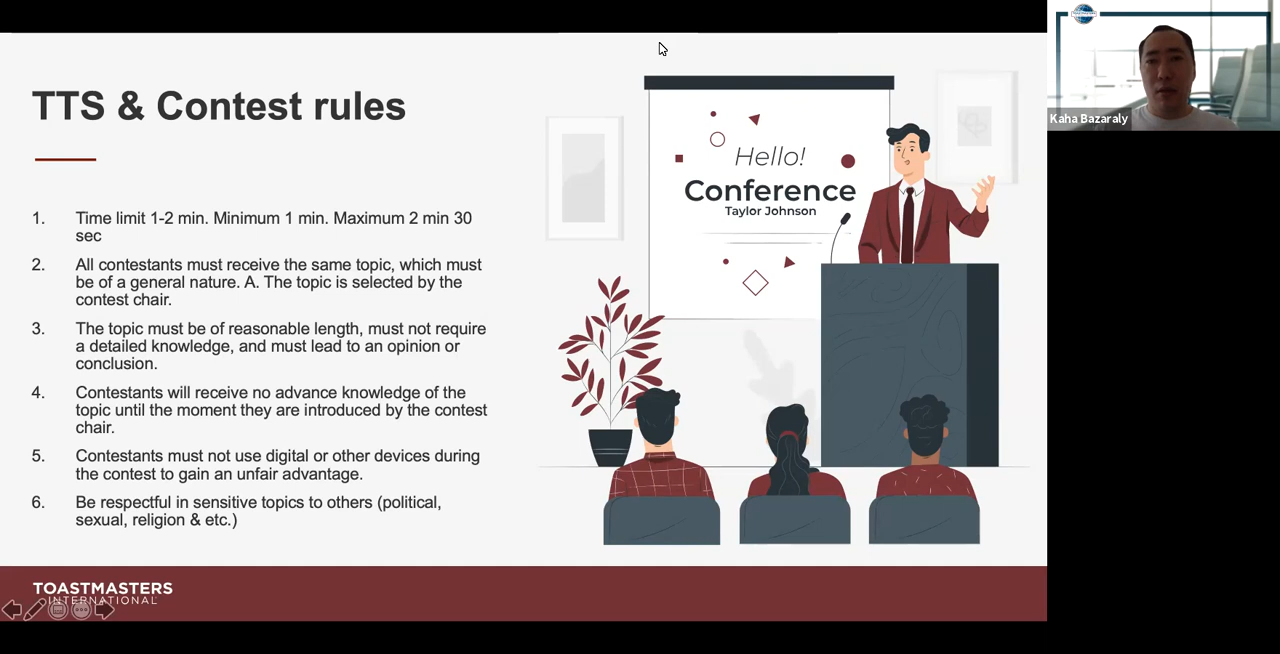 TTS & Contest rules
1. Time limit 1-2 min. Minimum 1 min. Maximum 2 min 30
sec
2. All contestants must receive the same topic, which must
be of a general nature. A. The topic is selected by the
contest chair.
3. The topic must be of reasonable length, must not require
a detailed knowledge, and must lead to an opinion or
conclusion.
4. Contestants will receive no advance knowledge of the
topic until the moment they are introduced by the contest
chair.
5. Contestants must not use digital or other devices during
the contest to gain an unfair advantage.
6. Be respectful in sensitive topics to others (political,
sexual, religion & etc.)
Hello!
Conference
Taylor Johnson
TOASTMASTERS
INTERNATIONAL
TOASTMASTERS
Kaha Bazaraly